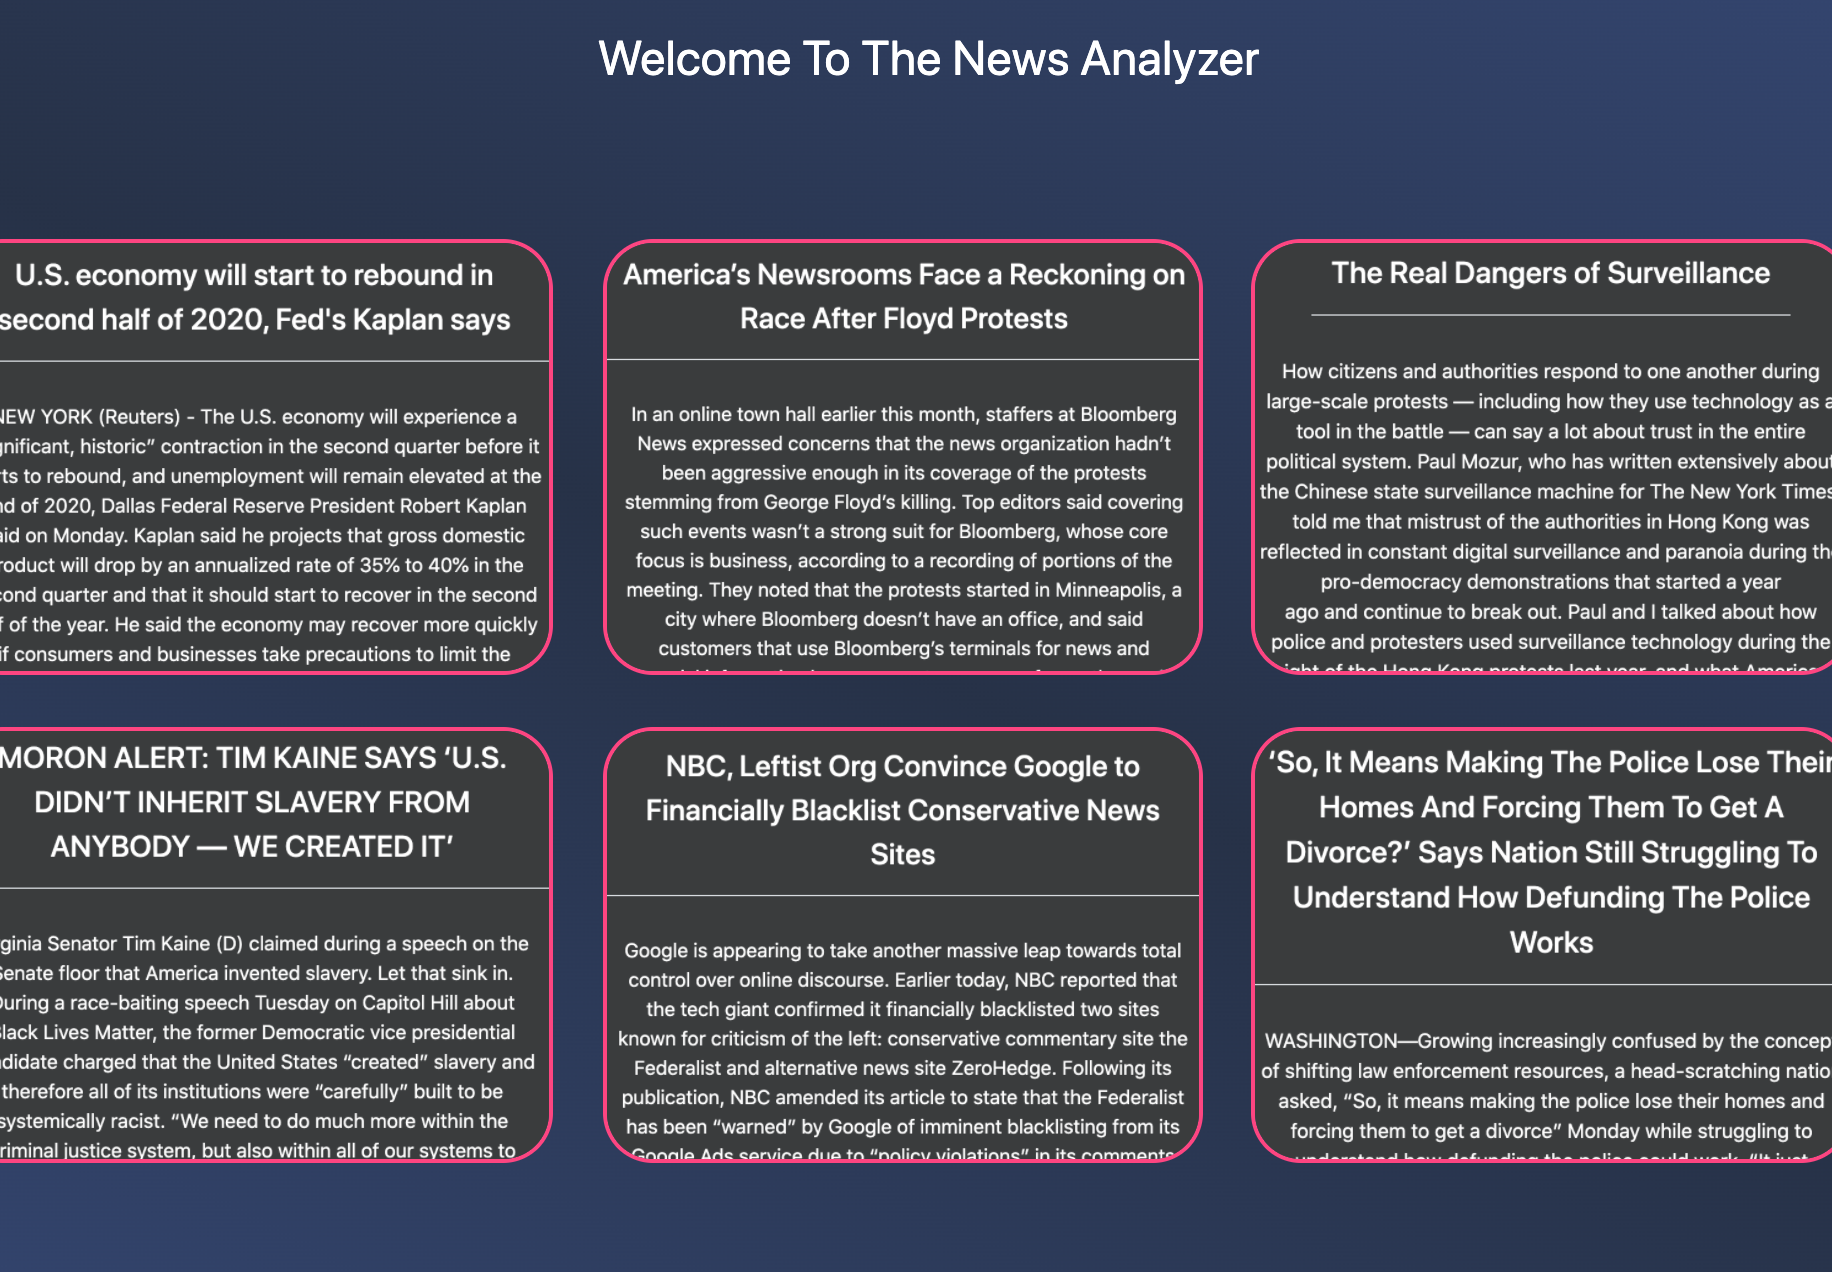 Welcome To The News Analyzer
U.S. economy will start to rebound in
second half of 2020, Fed's Kaplan says
NEW YORK (Reuters) - The U.S. economy will experience a
gnificant, historic” contraction in the second quarter before it
rts to rebound, and unemployment will remain elevated at the
nd of 2020, Dallas Federal Reserve President Robert Kaplan
aid on Monday. Kaplan said he projects that gross domestic
roduct will drop by an annualized rate of 35% to 40% in the
cond quarter and that it should start to recover in the second
f of the year. He said the economy may recover more quickly
if consumers and businesses take precautions to limit the
America’s Newsrooms Face a Reckoning on
Race After Floyd Protests
In an online town hall earlier this month, staffers at Bloomberg
News expressed concerns that the news organization hadn’t
been aggressive enough in its coverage of the protests
stemming from George Floyd’s killing. Top editors said covering
such events wasn’t a strong suit for Bloomberg, whose core
focus is business, according to a recording of portions of the
meeting. They noted that the protests started in Minneapolis, a
city where Bloomberg doesn’t have an office, and said
customers that use Bloomberg’s terminals for news and
The Real Dangers of Surveillance
How citizens and authorities respond to one another during
large-scale protests — including how they use technology as a
tool in the battle — can say a lot about trust in the entire
political system. Paul Mozur, who has written extensively about
the Chinese state surveillance machine for The New York Times
told me that mistrust of the authorities in Hong Kong was
reflected in constant digital surveillance and paranoia during th
pro-democracy demonstrations that started a year
ago and continue to break out. Paul and I talked about how
police and protesters used surveillance technology during the
ight of the Hong Kong protests last year, and what America
MORON ALERT: TIM KAINE SAYS ‘U.S.
DIDN’T INHERIT SLAVERY FROM
ANYBODY — WE CREATED IT’
ginia Senator Tim Kaine (D) claimed during a speech on the
Senate floor that America invented slavery. Let that sink in.
During a race-baiting speech Tuesday on Capitol Hill about
Black Lives Matter, the former Democratic vice presidential
ndidate charged that the United States “created” slavery and
therefore all of its institutions were “carefully” built to be
systemically racist. “We need to do much more within the
riminal justice system, but also within all of our systems to
NBC, Leftist Org Convince Google to
Financially Blacklist Conservative News
Sites
Google is appearing to take another massive leap towards total
control over online discourse. Earlier today, NBC reported that
the tech giant confirmed it financially blacklisted two sites
known for criticism of the left: conservative commentary site the
Federalist and alternative news site ZeroHedge. Following its
publication, NBC amended its article to state that the Federalist
has been “warned” by Google of imminent blacklisting from its
Google Ads service due to “policy violations” in its comments
‘So, It Means Making The Police Lose Their
Homes And Forcing Them To Get A
Divorce?’ Says Nation Still Struggling To
Understand How Defunding The Police
Works
WASHINGTON—Growing increasingly confused by the concep
of shifting law enforcement resources, a head-scratching natio
asked, “So, it means making the police lose their homes and
forcing them to get a divorce” Monday while struggling to
understand how defunding the police could work. “It just